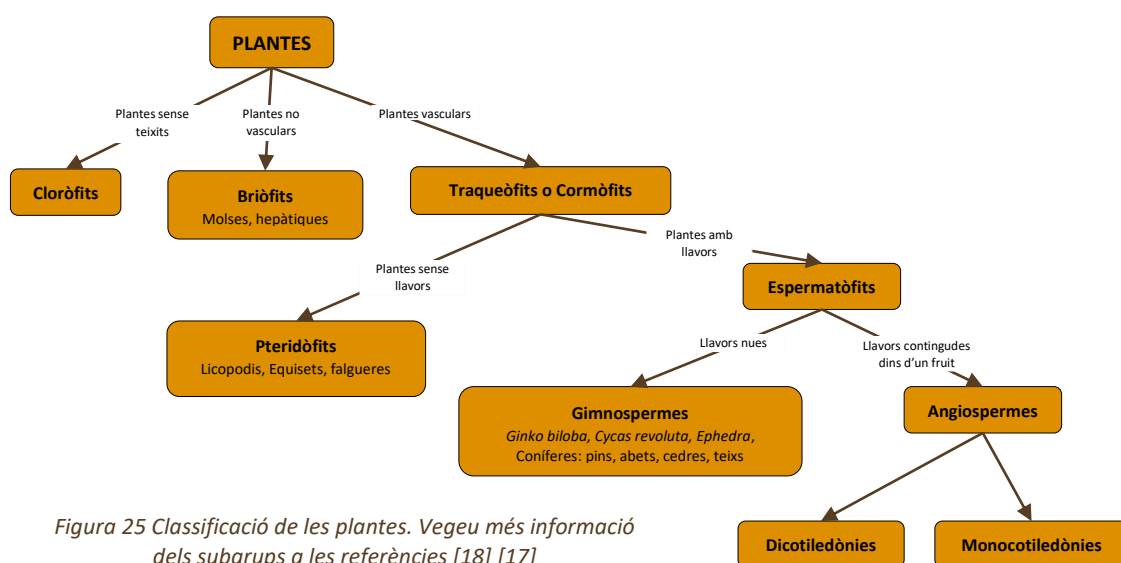 PLANTES
Plantes sense
teixits
Plantes no
vasculars
Plantes vasculars
Cloròfits
Briòfits
Molses, hepàtiques
Traqueòfits o Cormòfits
Plantes sense
llavors
Plantes amb
llavors
Pteridòfits
Licopodis, Equisets, falgueres
Espermatòfits
Llavors nues
Llavors contingudes
dins d’un fruit
Gimnospermes
Ginko biloba, Cycas revoluta, Ephedra,
Coníferes: pins, abets, cedres, teixs
Angiospermes
Dicotiledònies
Monocotiledònies
Figura 25 Classificació de les plantes. Vegeu més informació
dels subgrups a les referències [18] [17]